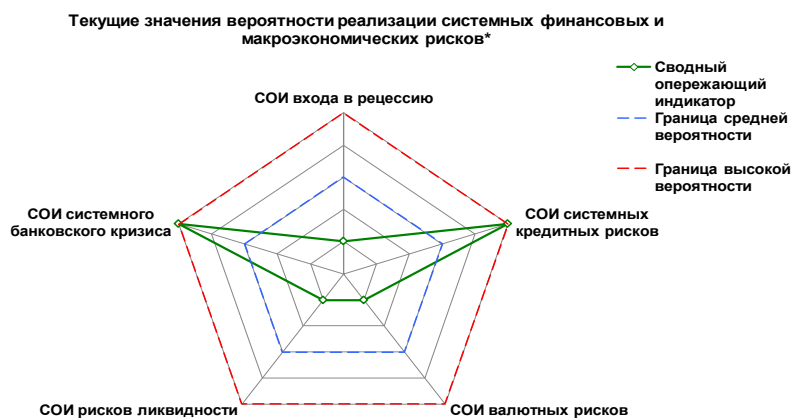 Текущие значения вероятности реализации системных финансовых и
макроэкономических рисков*
Сводный
опережающий
индикатор
Граница средней
вероятности
Граница высокой
вероятности
СОИ входа в рецессию
СОИ системных
кредитных рисков
СОИ валютных рисков
СОИ рисков ликвидности
СОИ системного
банковского кризиса